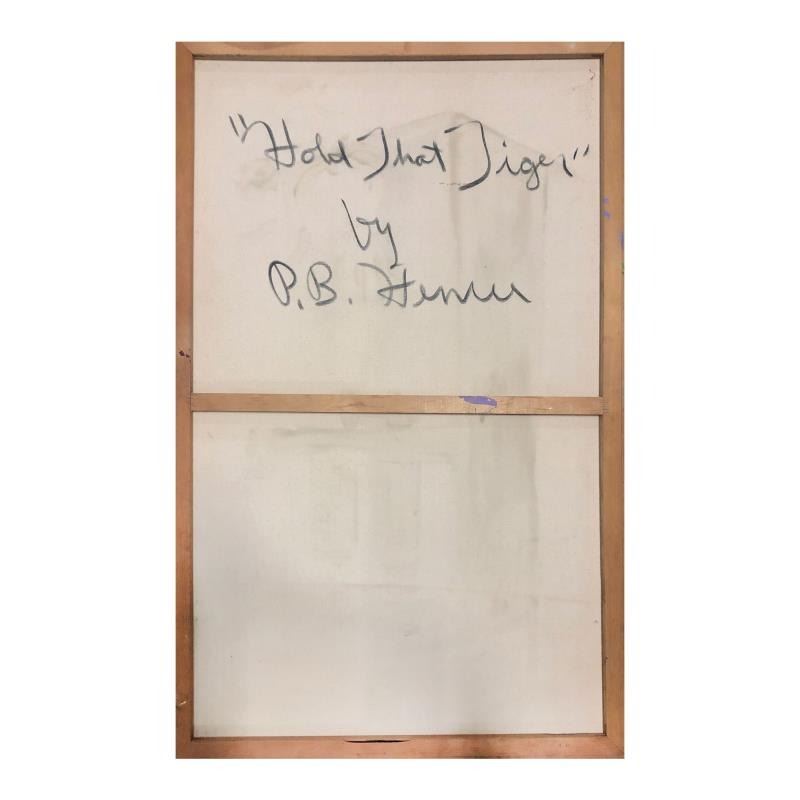 "Hold That Tiger"
by
P.B.